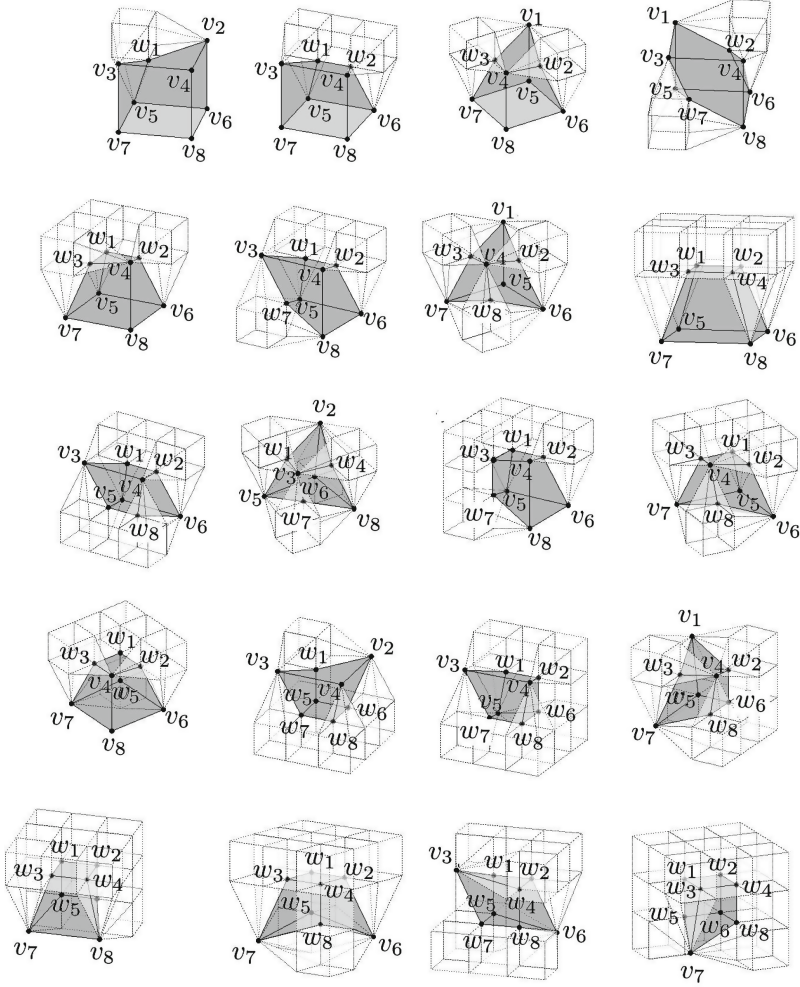 v₂ w₁ v₃ v₄ v₅ v₆ v₇ v₈
w₁ w₂ v₃ v₄ v₅ v₆ v₇ v₈
v₁ w₃ w₂ v₄ v₅ v₇ v₆ v₈
v₁ w₂ v₃ v₄ v₅ v₆ w₇ v₈
w₁ w₂ w₃ v₄ v₅ v₆ v₇ v₈
v₃ w₁ w₂ v₄ v₅ w₇ v₆ v₈
v₁ w₃ v₄ w₂ v₅ v₇ w₈ v₆
w₁ w₂ w₃ w₄ v₅ v₆ v₇ v₈
v₃ w₁ w₂ v₄ v₅ w₈ v₆
v₂ w₁ w₄ v₃ w₆ v₅ w₇ v₈
w₁ w₃ w₂ v₄ v₅ w₇ v₆ v₈
w₁ w₃ w₂ v₄ v₅ v₇ w₈ v₆
w₁ w₃ w₂ v₄ w₅ v₇ v₆ v₈
v₂ w₁ v₃ v₄ w₅ w₆ w₇ w₈
v₃ w₁ w₂ v₄ v₅ w₆ w₇ w₈
v₁ w₃ v₄ w₂ w₅ w₆ w₈ v₇
w₁ w₂ w₃ w₄ w₅ v₇ v₈
w₁ w₃ w₂ w₄ w₅ w₈ v₇ v₆
v₃ w₁ w₂ w₅ w₄ w₇ w₈ v₆
w₁ w₂ w₃ w₄ w₅ w₆ w₈ v₇